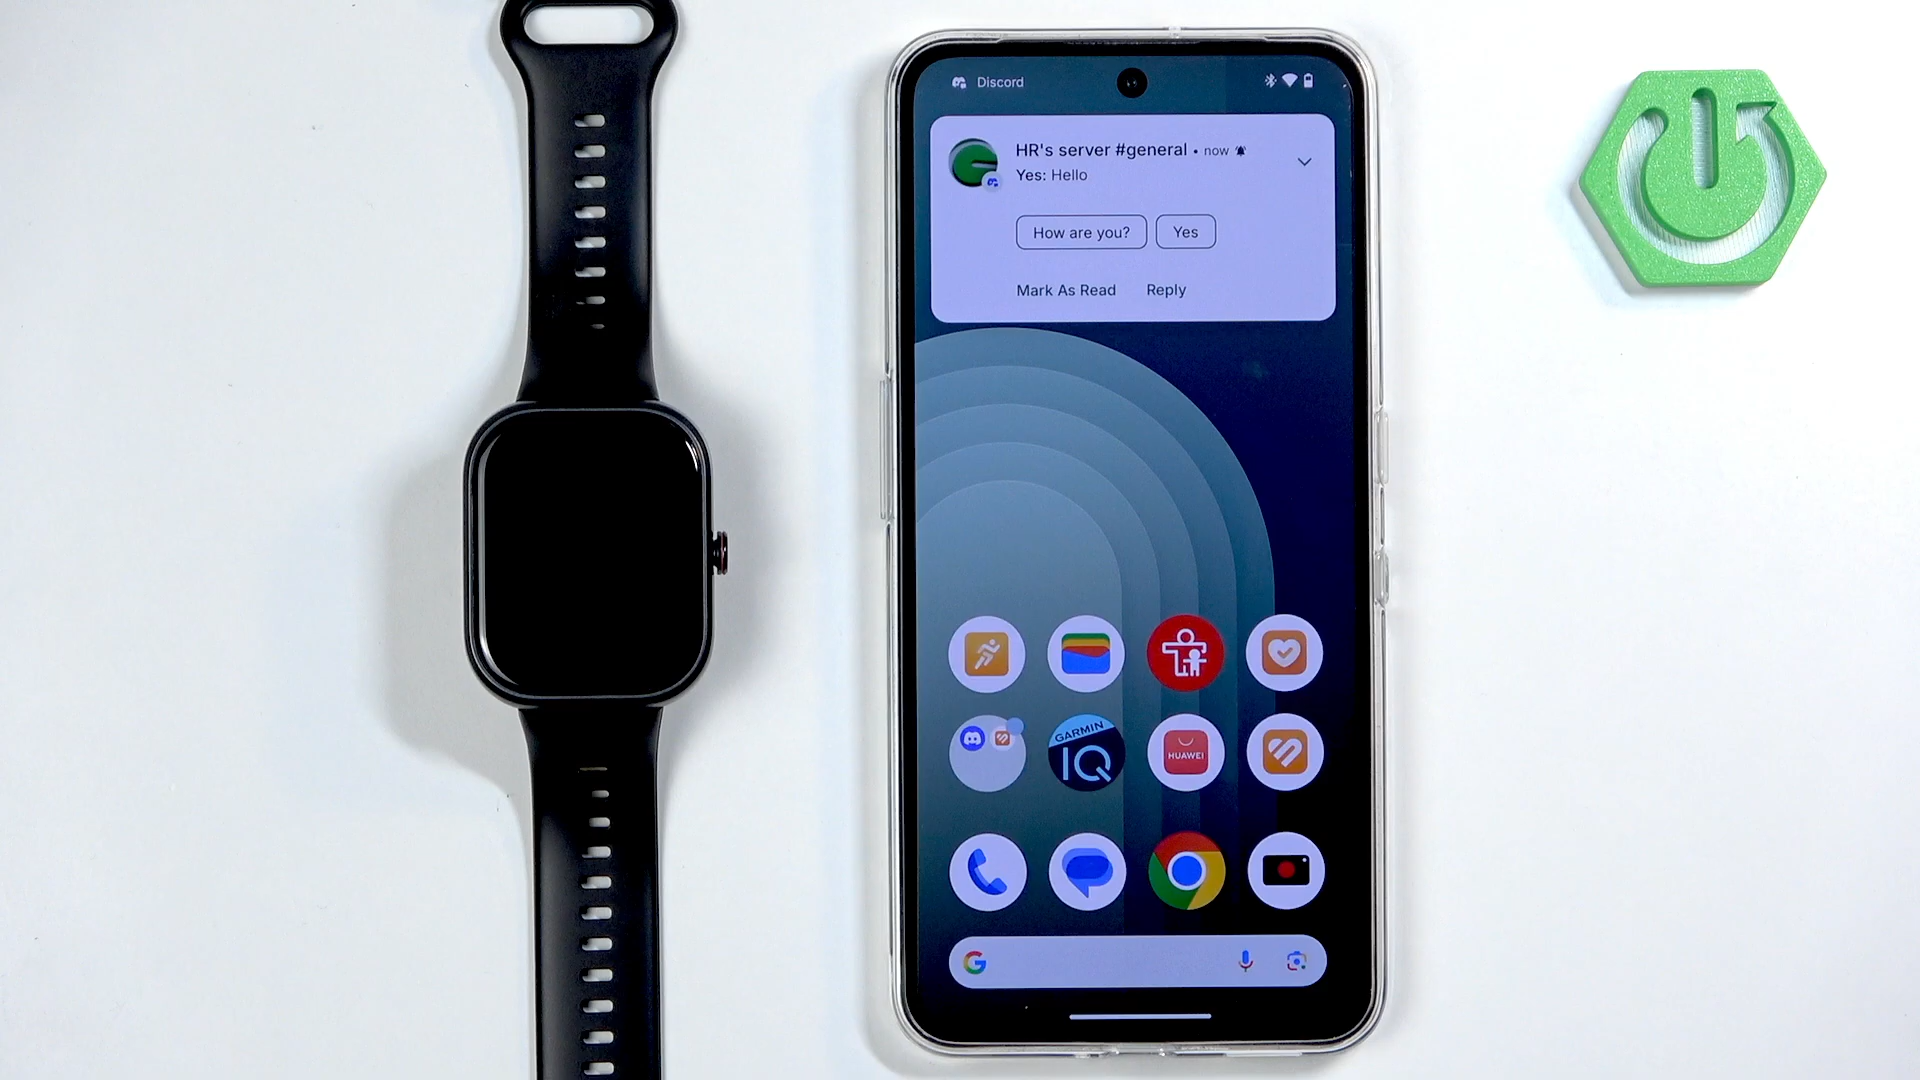 Discord
HR's server #general • now
Yes: Hello
How are you?
Yes
Mark As Read
Reply
GARMIN
IQ
HUAWEI